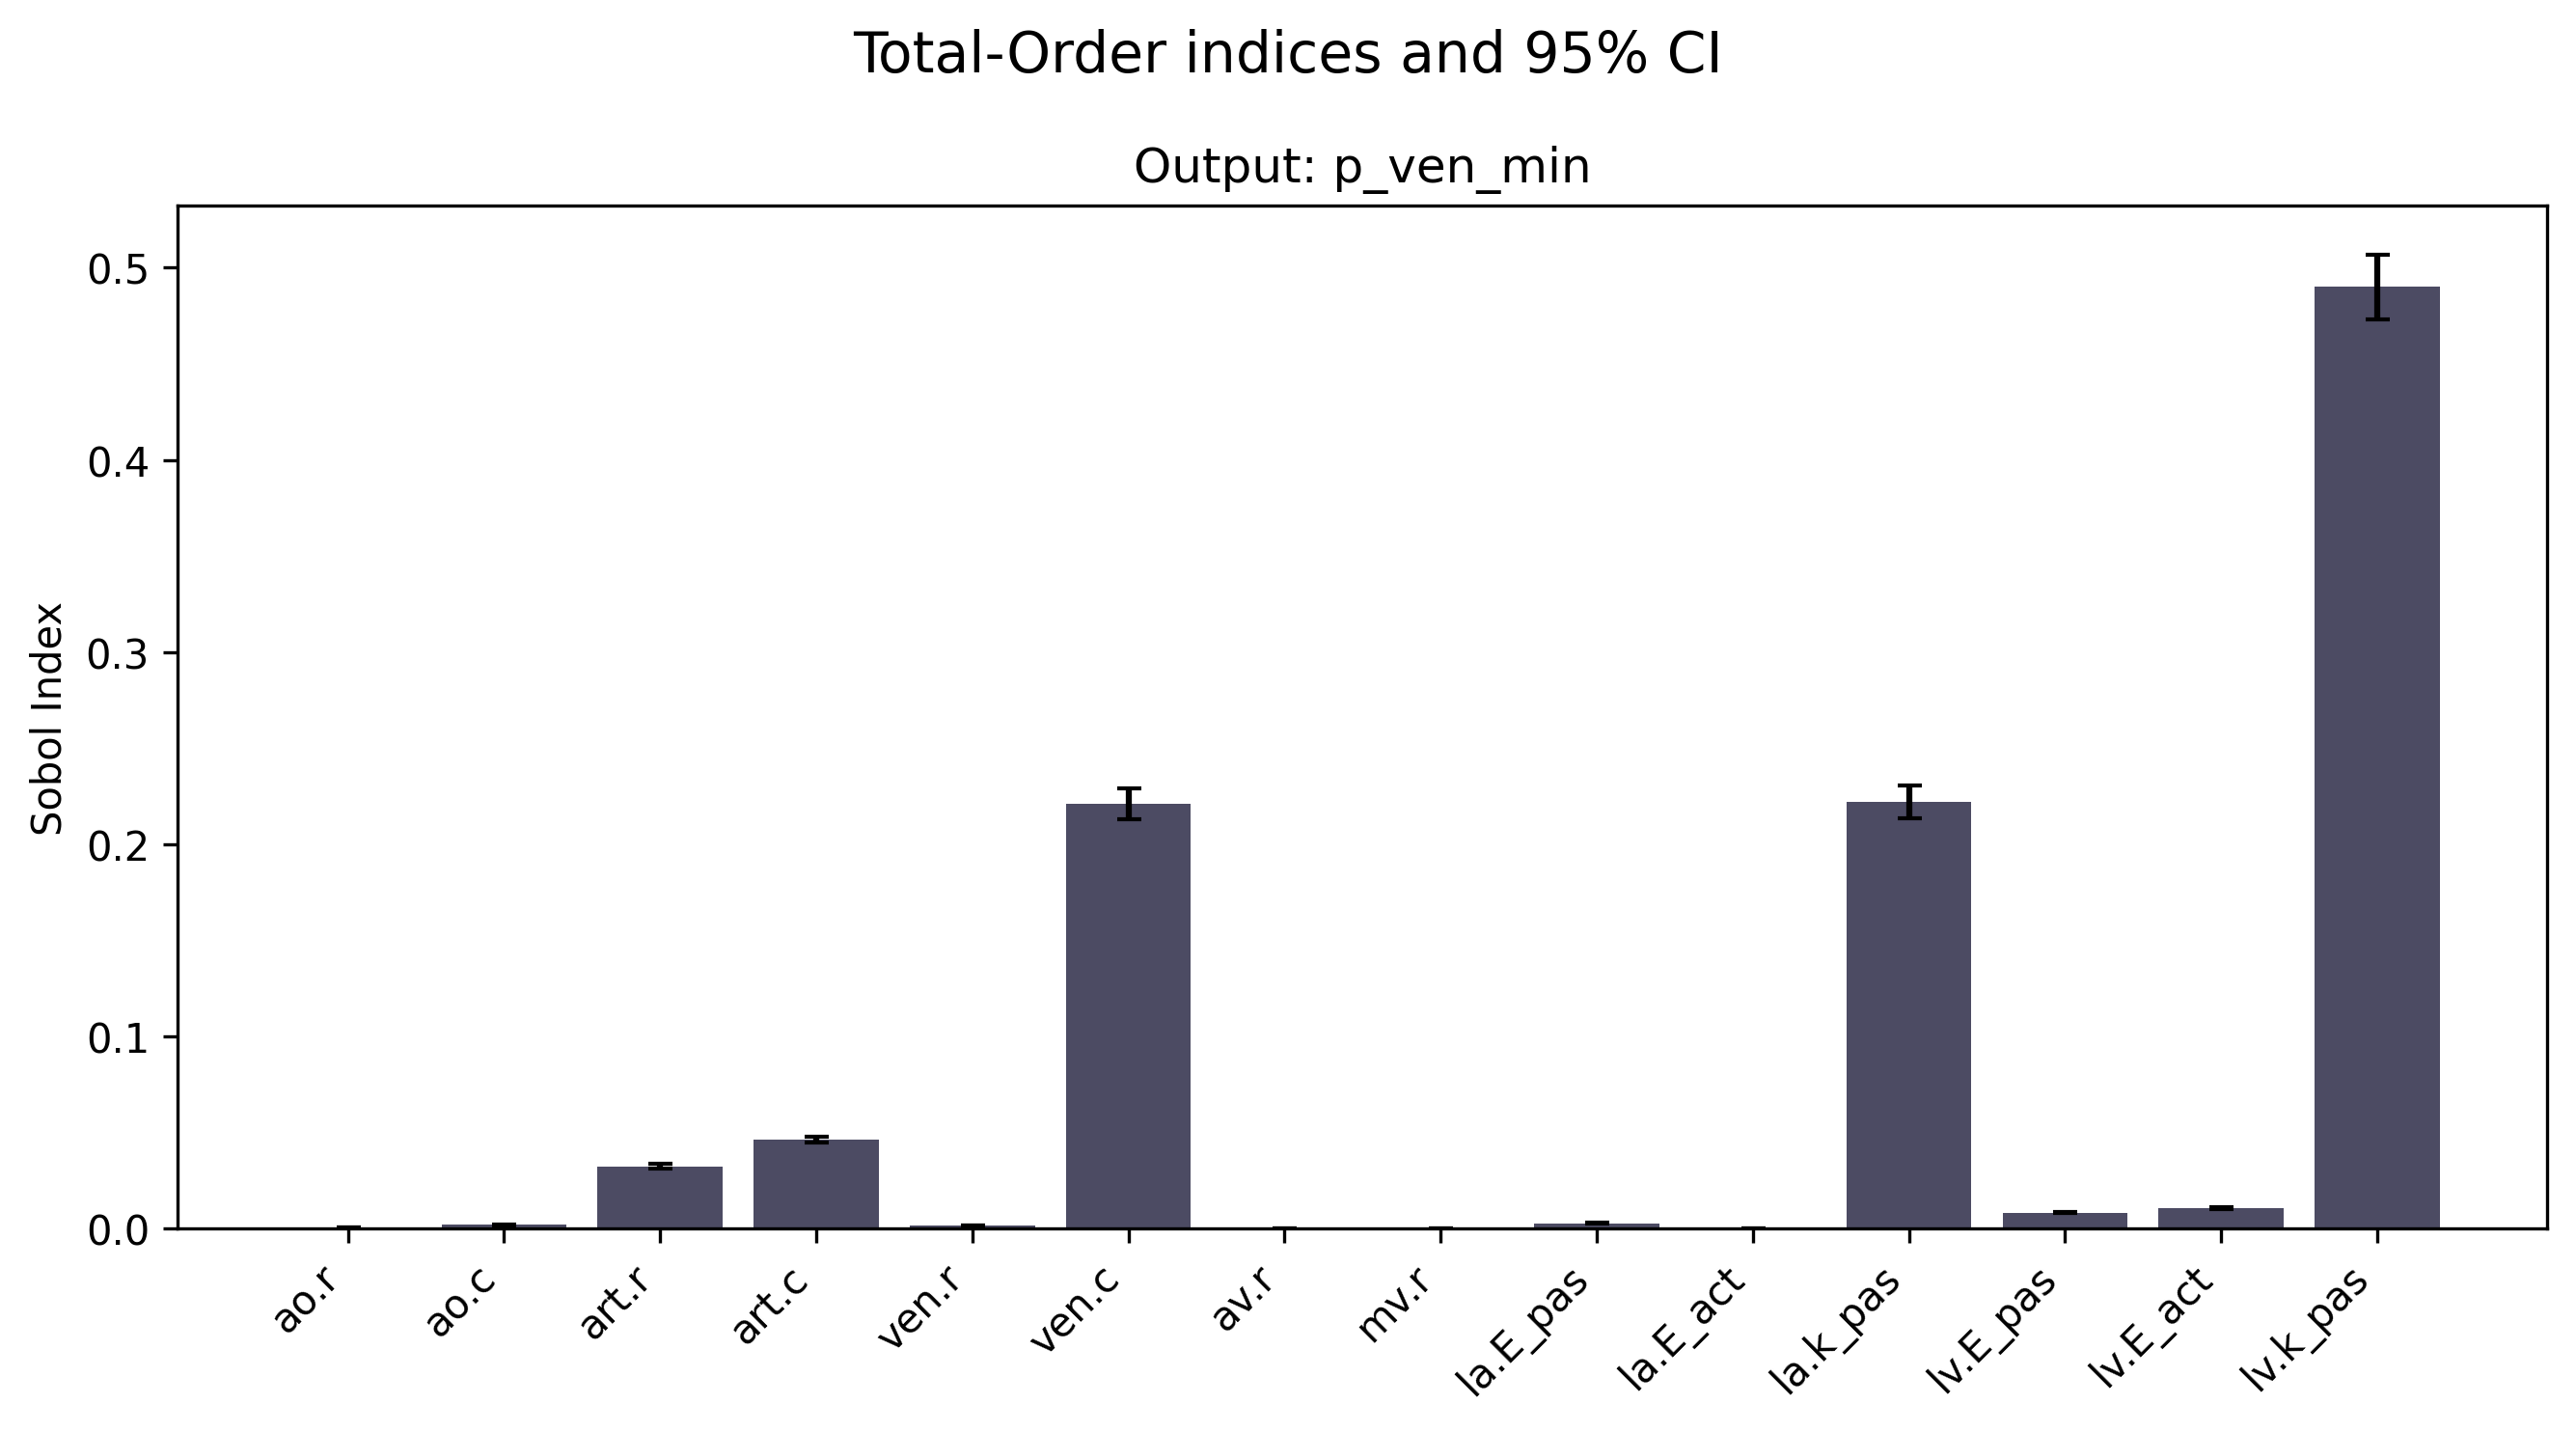 Total-Order indices and 95% CI
Output: p_ven_min
Sobol Index
0.5
0.4
0.3
0.2
0.1
0.0
ao.r
ao.c
art.r
art.c
ven.r
ven.c
av.r
mv.r
la.E_pas
la.E_act
la.k_pas
lv.E_pas
lv.E_act
lv.k_pas